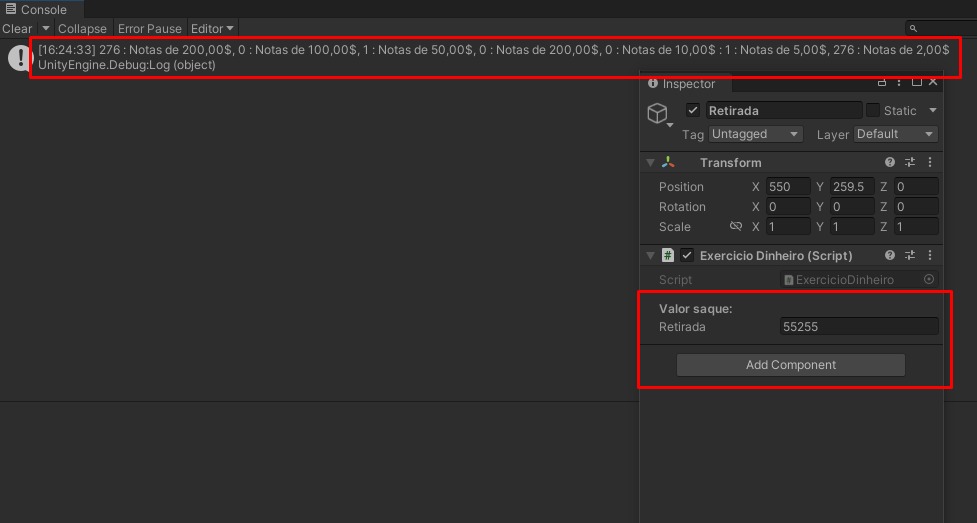 Console
Clear Collapse Error Pause Editor
[16:24:33] 276 : Notas de 200,00$, 0 : Notas de 100,00$, 1 : Notas de 50,00$, 0 : Notas de 200,00$, 0 : Notas de 10,00$ : 1 : Notas de 5,00$, 276 : Notas de 2,00$
UnityEngine.Debug:Log (object)
Inspector
Retirada Static
Tag Untagged Layer Default
Transform
Position X 550 Y 259.5 Z 0
Rotation X 0 Y 0 Z 0
Scale X 1 Y 1 Z 1
# Exercicio Dinheiro (Script)
Script # ExercicioDinheiro
Valor saque:
Retirada 55255
Add Component